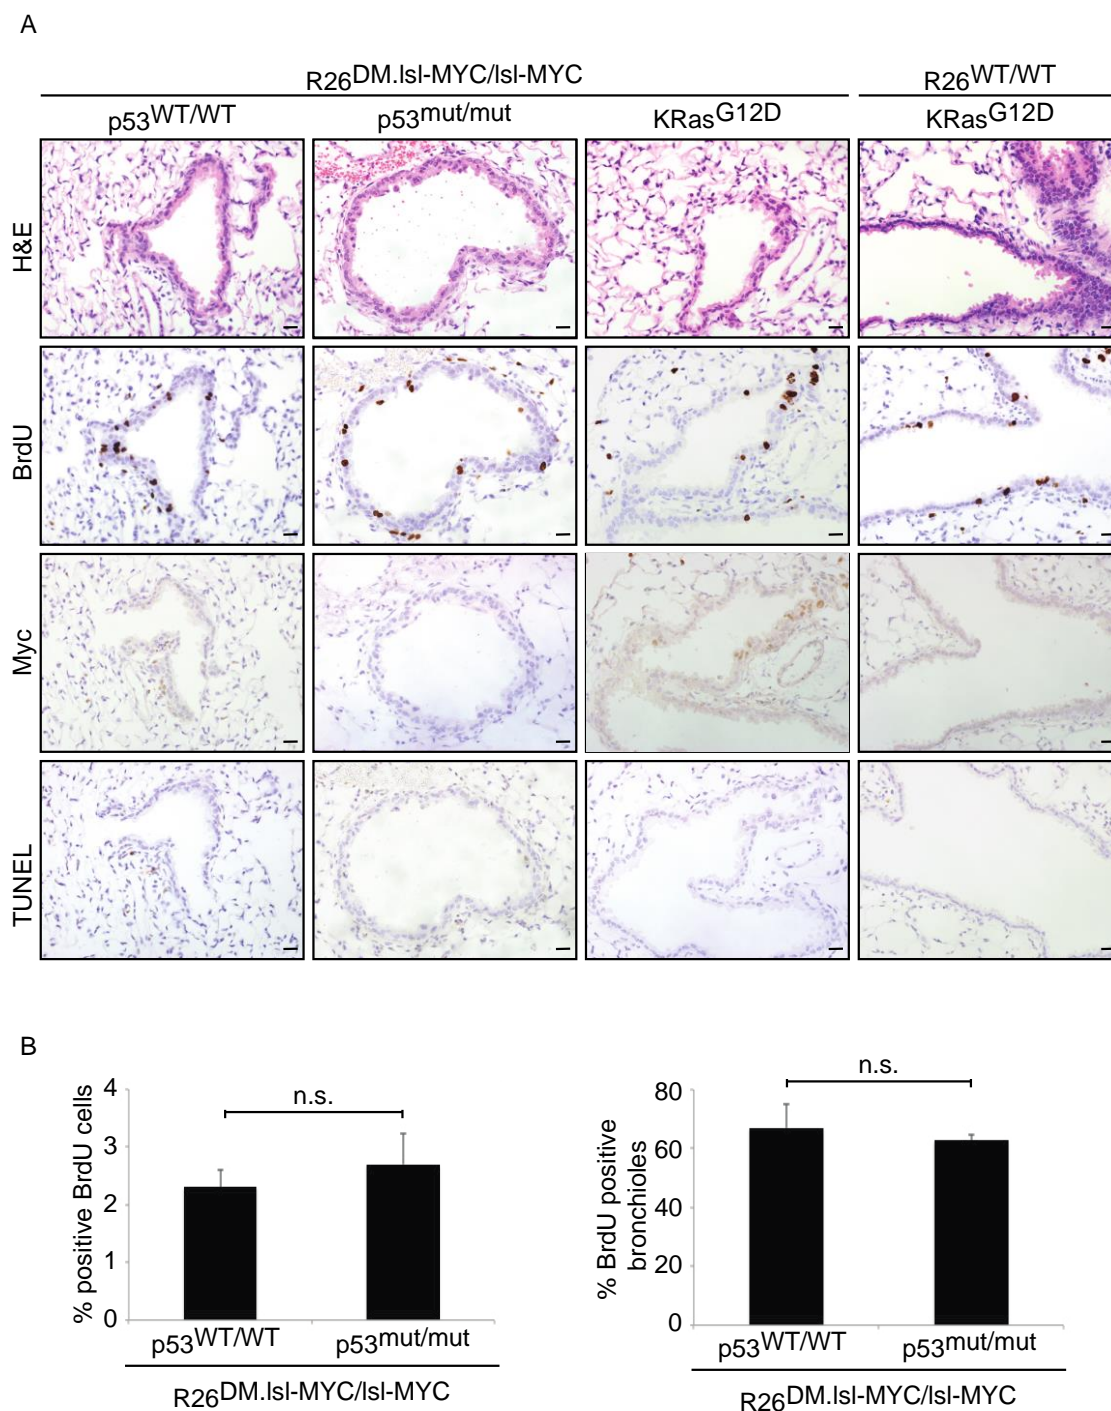 A
R26DM.lsl-MYC/lsl-MYC R26WT/WT
p53WT/WT p53mut/mut KRasG12D KRasG12D
H&E
BrdU
Myc
TUNEL
B
% positive BrdU cells
4
3
2
1
0
n.s.
p53WT/WT p53mut/mut
R26DM.lsl-MYC/lsl-MYC
% BrdU positive
bronchioles
80
60
40
20
0
n.s.
p53WT/WT p53mut/mut
R26DM.lsl-MYC/lsl-MYC